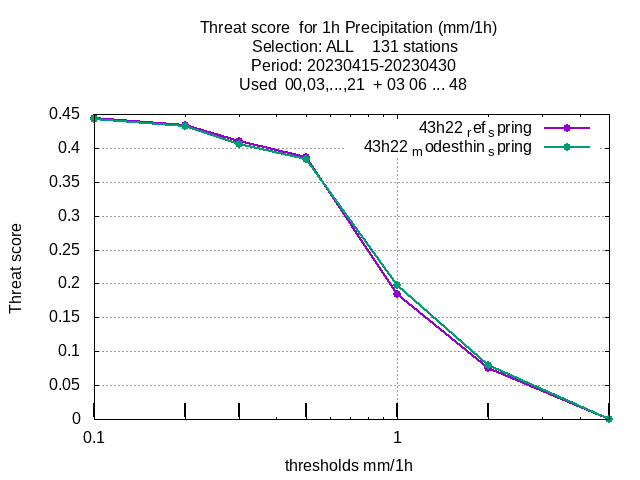 Threat score  for 1h Precipitation (mm/1h)
Selection: ALL    131 stations
Period: 20230415-20230430
Used  00,03,...,21  + 03 06 ... 48
43h22 ref spring
43h22 modesthin spring
0.45
0.4
0.35
0.3
0.25
0.2
0.15
0.1
0.05
0
Threat score
0.1
1
thresholds mm/1h